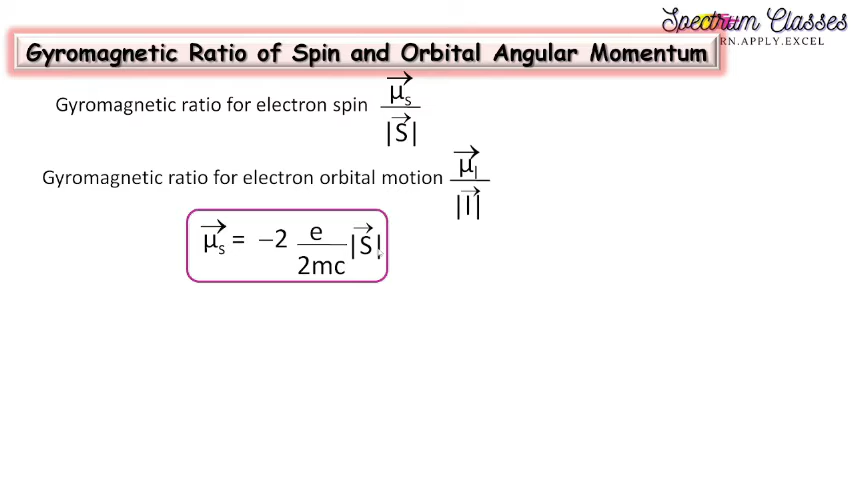 Spectrum Classes
RN.APPLY.EXCEL
Gyromagnetic Ratio of Spin and Orbital Angular Momentum
Gyromagnetic ratio for electron spin μ⃗s / |S⃗|
Gyromagnetic ratio for electron orbital motion μ⃗l / |l⃗|
μ⃗s = −2 e / 2mc |S⃗|